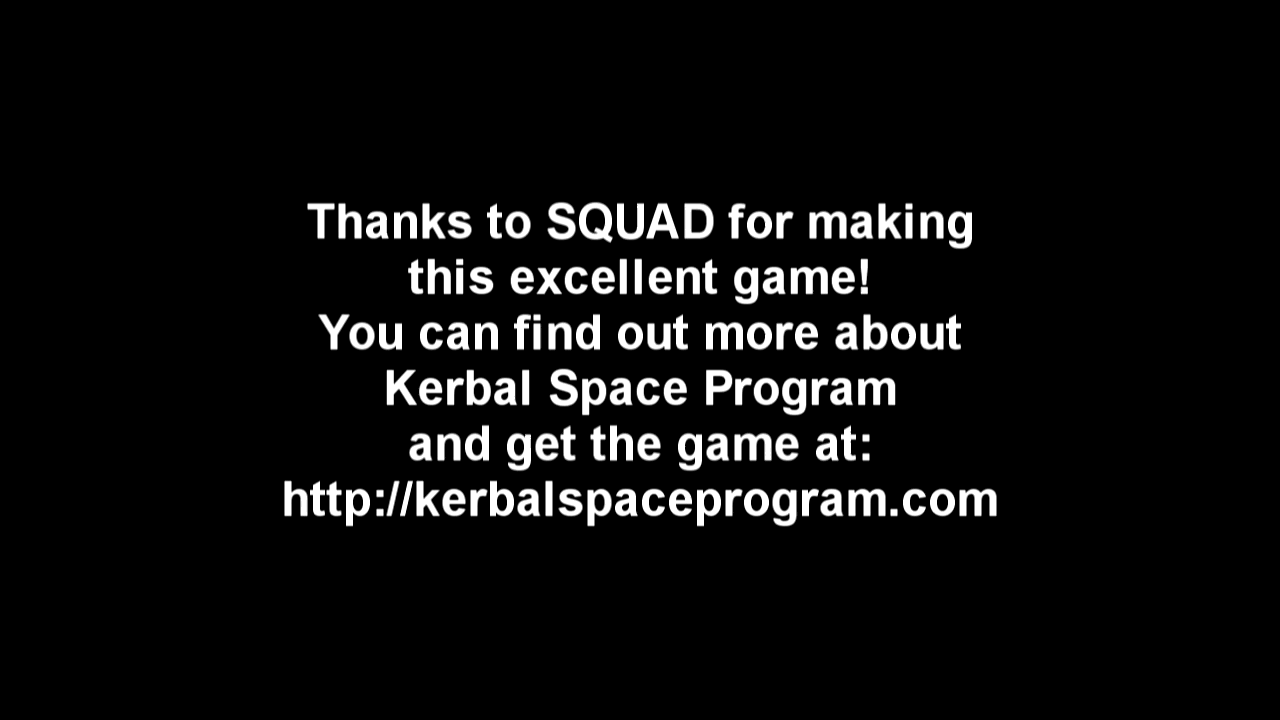 Thanks to SQUAD for making
this excellent game!
You can find out more about
Kerbal Space Program
and get the game at:
http://kerbalspaceprogram.com